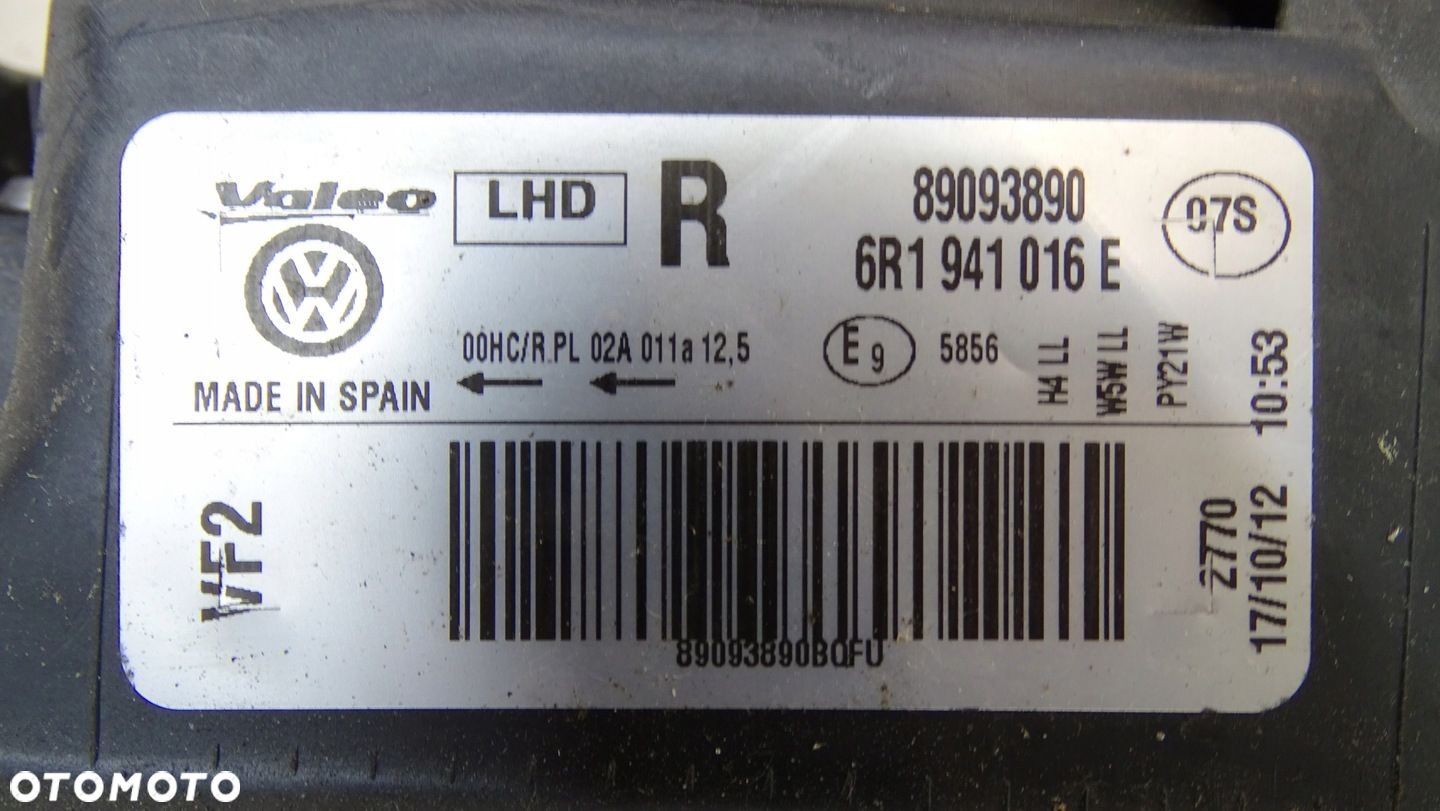 Valeo
LHD
R
89093890
6R1 941 016 E
07S
00HC/R PL 02A 011a 12,5
E9
5856
H4 LL
W5W LL
PY21W
10:53
MADE IN SPAIN
VF2
89093890BQFU
2770
17/10/12
OTOMOTO